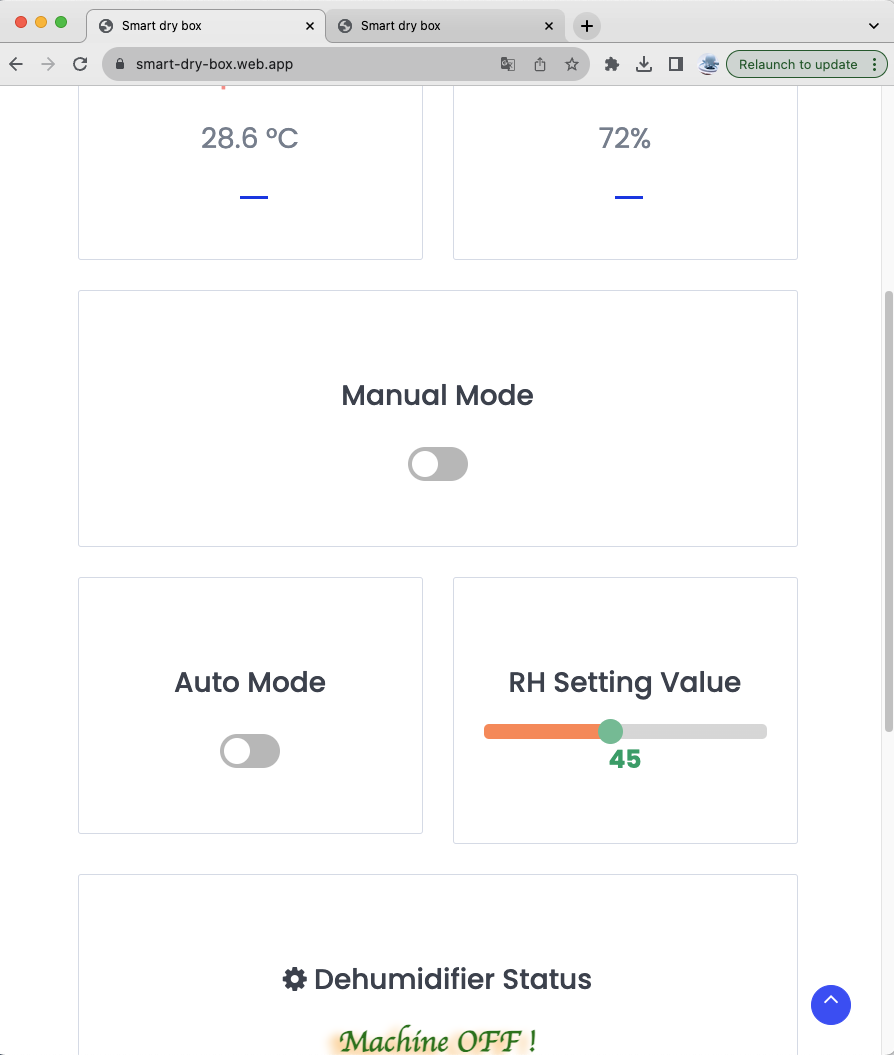 Smart dry box
Smart dry box
smart-dry-box.web.app
Relaunch to update
28.6 °C
72%
Manual Mode
Auto Mode
RH Setting Value
45
Dehumidifier Status
Machine OFF !